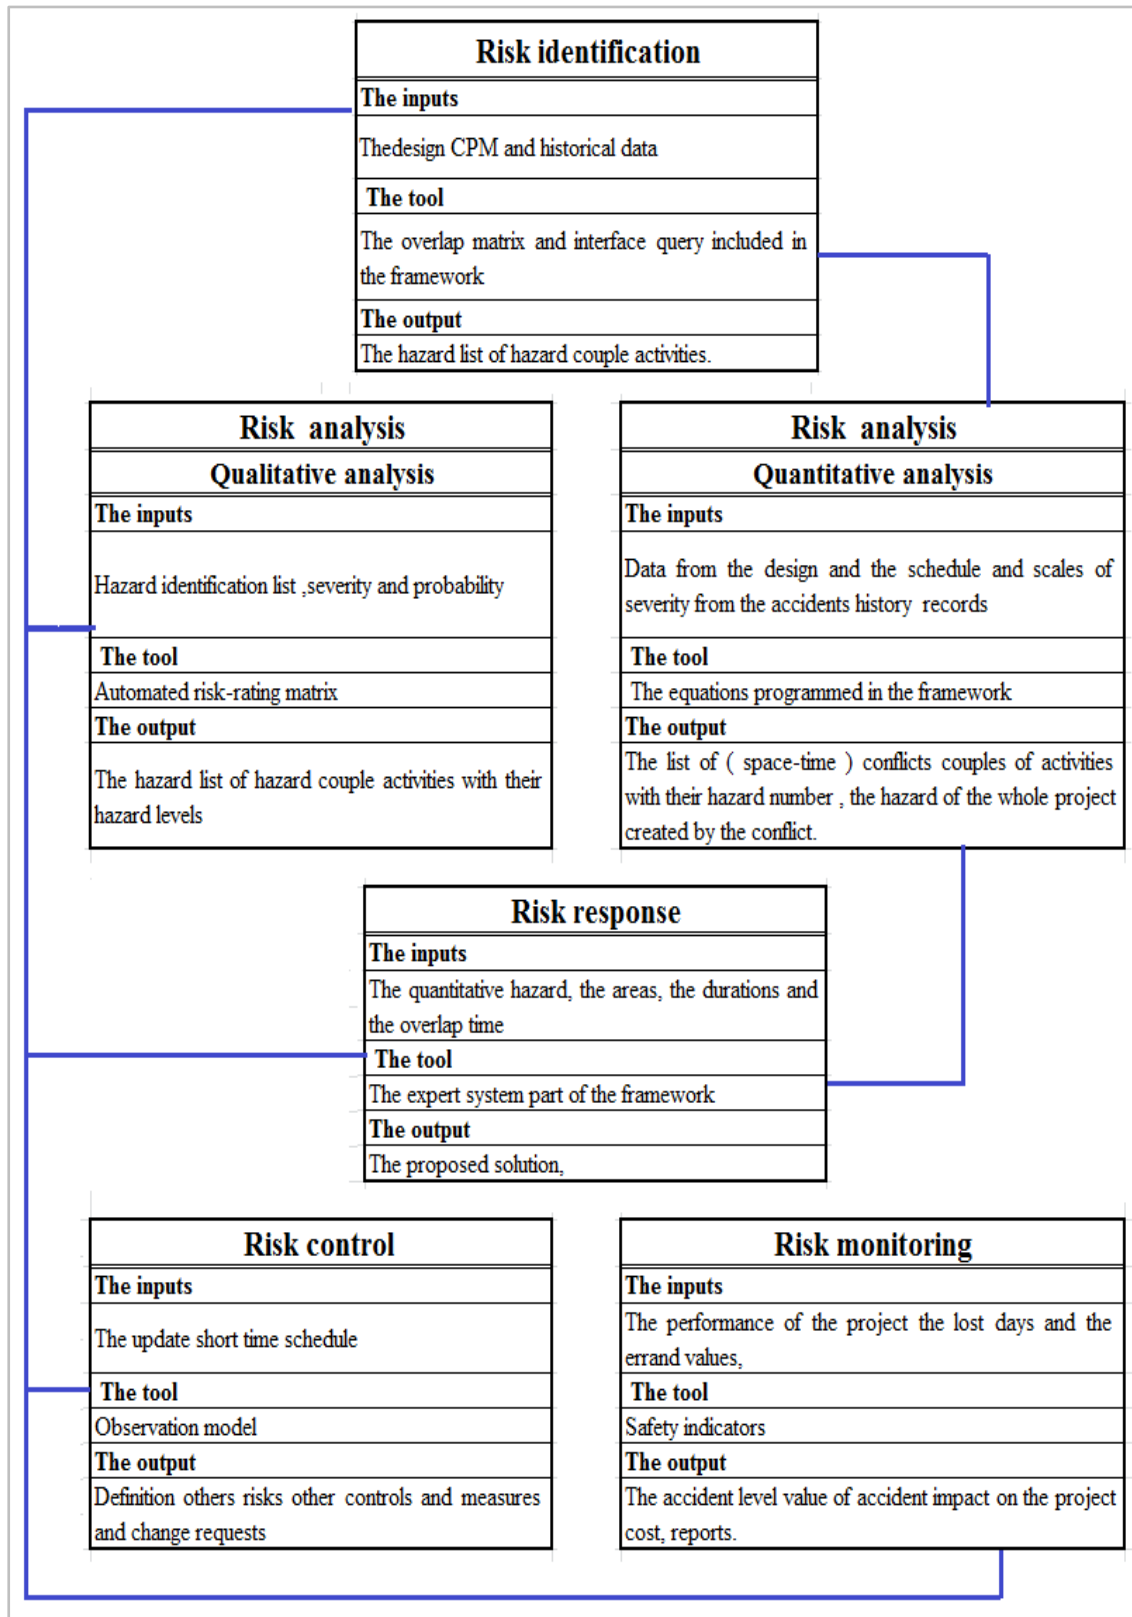 Risk identification
The inputs
Thedesign CPM and historical data
The tool
The overlap matrix and interface query included in
the framework
The output
The hazard list of hazard couple activities.
Risk analysis
Qualitative analysis
The inputs
Hazard identification list ,severity and probability
The tool
Automated risk-rating matrix
The output
The hazard list of hazard couple activities with their
hazard levels
Risk analysis
Quantitative analysis
The inputs
Data from the design and the schedule and scales of
severity from the accidents history records
The tool
The equations programmed in the framework
The output
The list of ( space-time ) conflicts couples of activities
with their hazard number , the hazard of the whole project
created by the conflict.
Risk response
The inputs
The quantitative hazard, the areas, the durations and
the overlap time
The tool
The expert system part of the framework
The output
The proposed solution,
Risk control
The inputs
The update short time schedule
The tool
Observation model
The output
Definition others risks other controls and measures
and change requests
Risk monitoring
The inputs
The performance of the project the lost days and the
errand values,
The tool
Safety indicators
The output
The accident level value of accident impact on the project
cost, reports.